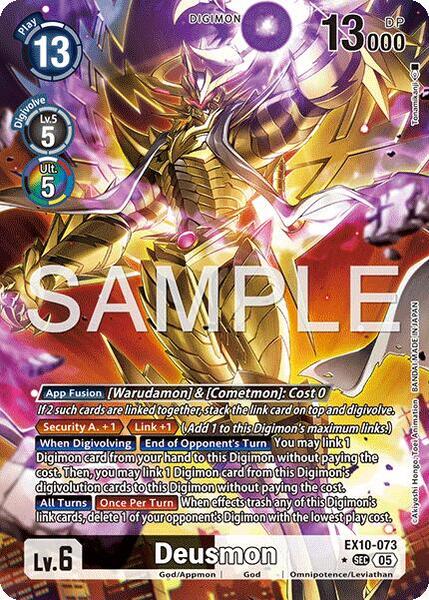 DIGIMON
Play
13
DP
13000
Digivolve
Lv.5
5
Ult.
5
Tonamikanji
SAMPLE
©Akiyoshi Hongo, Toei Animation BANDAI MADE IN JAPAN
App Fusion [Warudamon] & [Cometmon]: Cost 0
If 2 such cards are linked together, stack the link card on top and digivolve.
Security A. +1 Link +1 (Add 1 to this Digimon's maximum links.)
When Digivolving End of Opponent's Turn You may link 1
Digimon card from your hand to this Digimon without paying the
cost. Then, you may link 1 Digimon card from this Digimon's
digivolution cards to this Digimon without paying the cost.
All Turns Once Per Turn When effects trash any of this Digimon's
link cards, delete 1 of your opponent's Digimon with the lowest play cost.
Lv.6
Deusmon
EX10-073
SEC 05
God/Appmon God Omnipotence/Leviathan